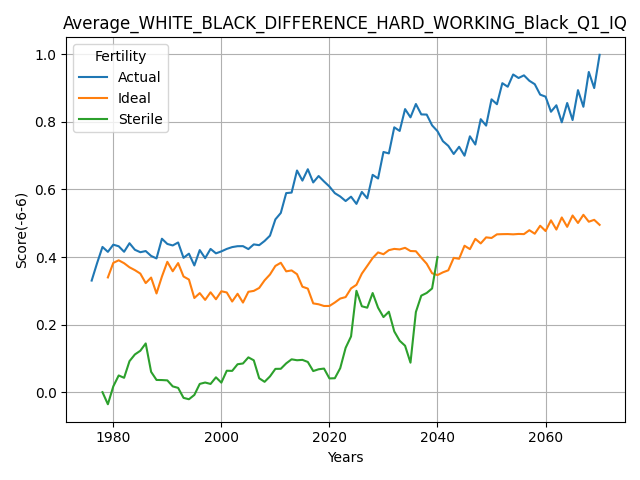 Average_WHITE_BLACK_DIFFERENCE_HARD_WORKING_Black_Q1_IQ
Fertility
Actual
Ideal
Sterile
Score(-6-6)
1.0
0.8
0.6
0.4
0.2
0.0
1980 2000 2020 2040 2060
Years